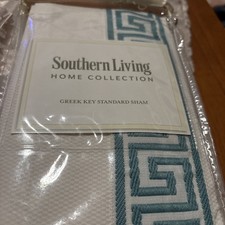 Southern Living
HOME COLLECTION
GREEK KEY STANDARD SHAM